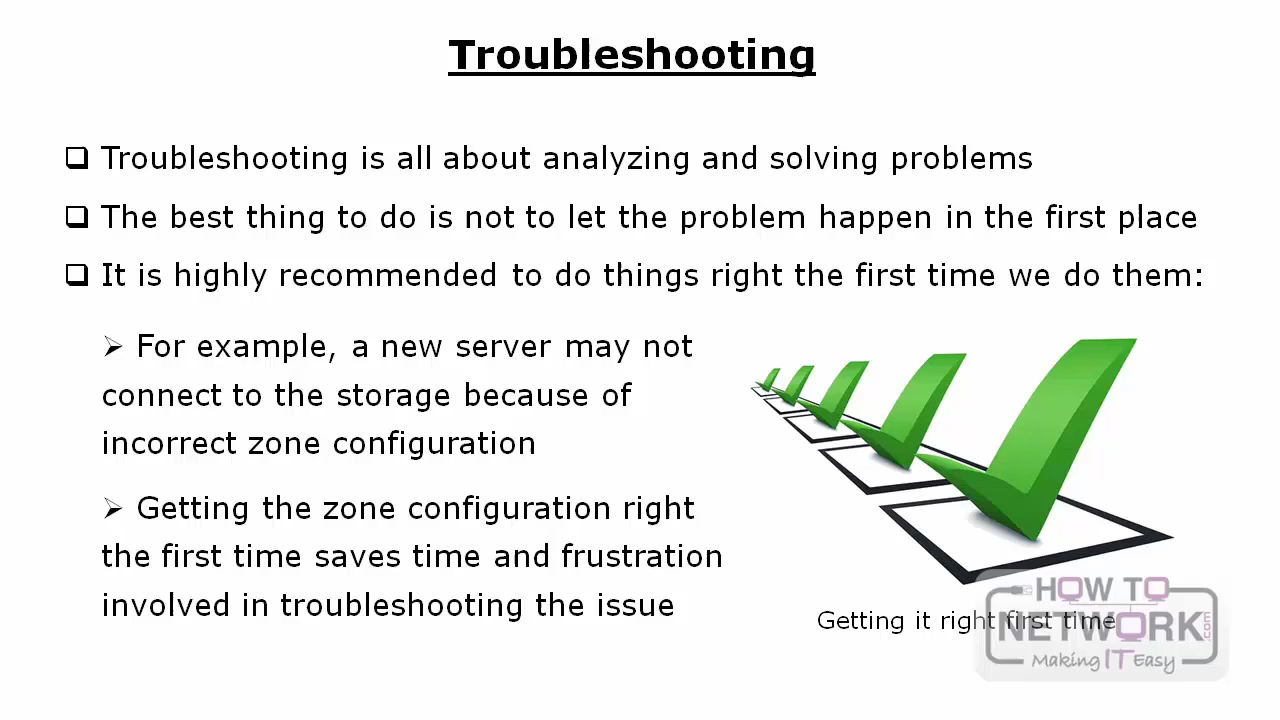 Troubleshooting
Troubleshooting is all about analyzing and solving problems
The best thing to do is not to let the problem happen in the first place
It is highly recommended to do things right the first time we do them:
For example, a new server may not
connect to the storage because of
incorrect zone configuration
Getting the zone configuration right
the first time saves time and frustration
involved in troubleshooting the issue
Getting it right first time
HOW TO
NETWORK.com
Making IT Easy